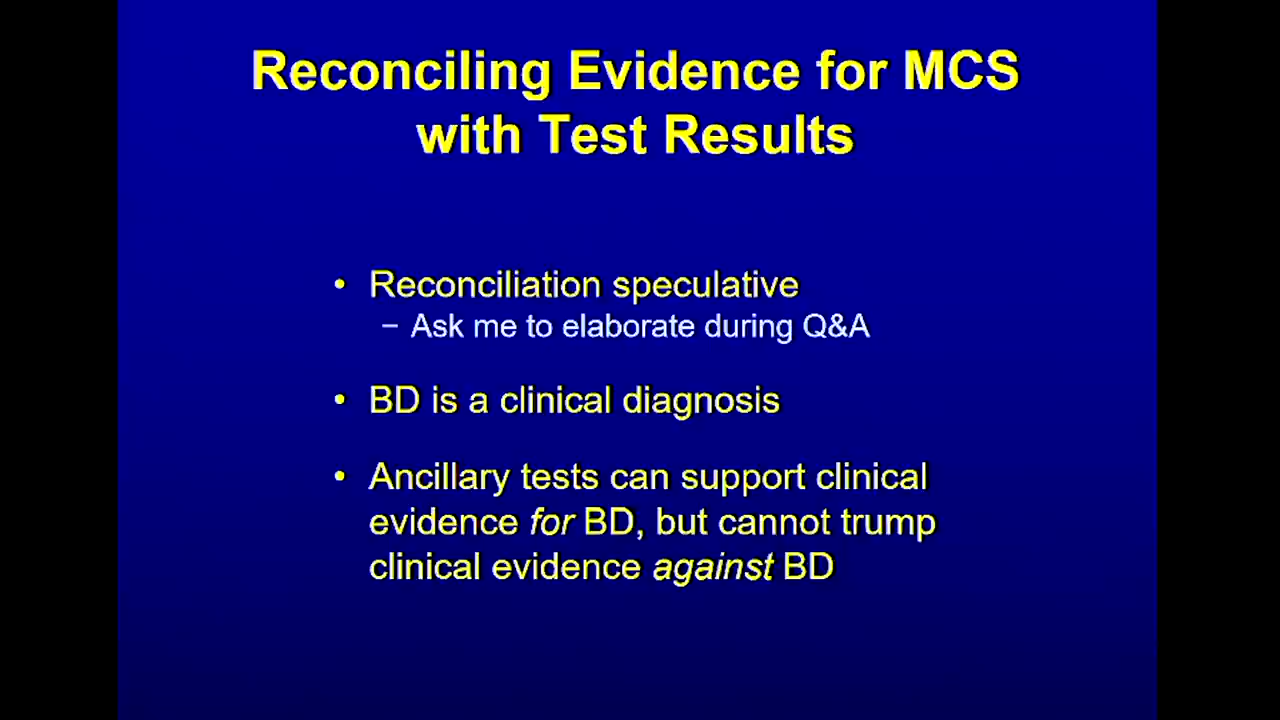 Reconciling Evidence for MCS
with Test Results
• Reconciliation speculative
– Ask me to elaborate during Q&A
• BD is a clinical diagnosis
• Ancillary tests can support clinical
evidence for BD, but cannot trump
clinical evidence against BD